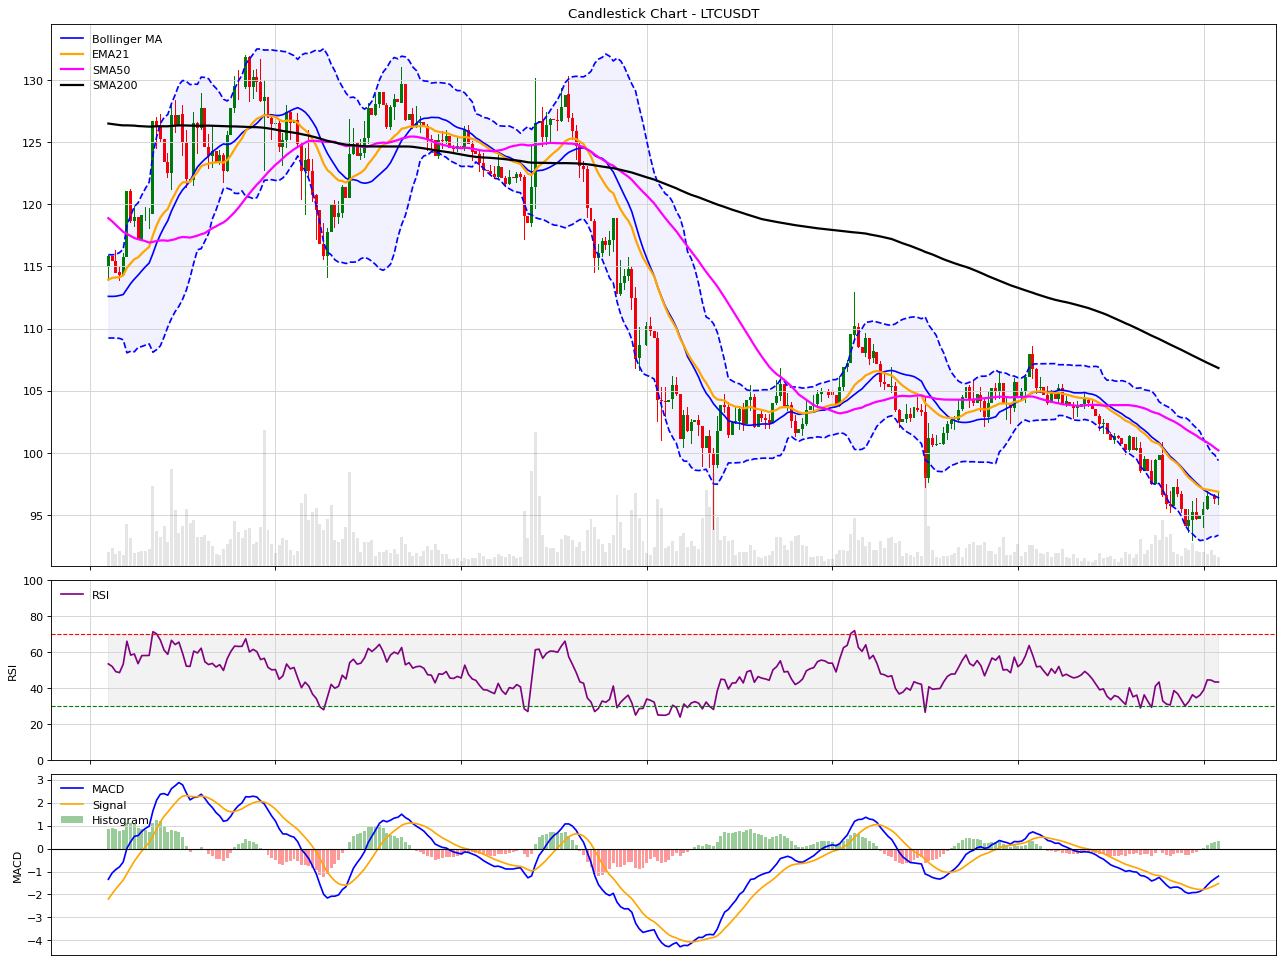 Candlestick Chart - LTCUSDT
Bollinger MA
EMA21
SMA50
SMA200
130
125
120
115
110
105
100
95
RSI
100
80
60
40
20
0
RSI
MACD
Signal
Histogram
3
2
1
0
−1
−2
−3
−4
MACD